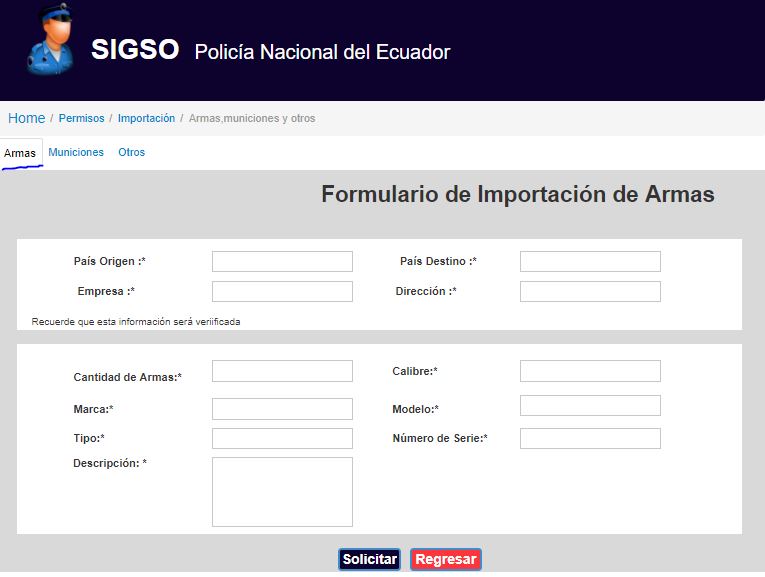 SIGSO Policía Nacional del Ecuador
Home / Permisos / Importación / Armas,municiones y otros
Armas Municiones Otros
Formulario de Importación de Armas
País Origen :* País Destino :*
Empresa :* Dirección :*
Recuerde que esta información será veriificada
Cantidad de Armas:* Calibre:*
Marca:* Modelo:*
Tipo:* Número de Serie:*
Descripción: *
Solicitar Regresar